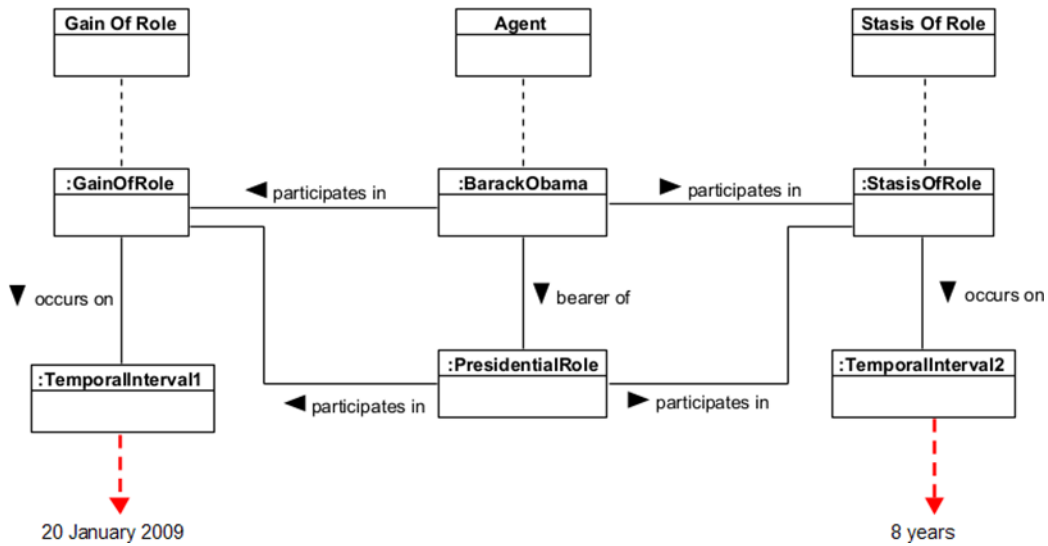 Gain Of Role
Agent
Stasis Of Role
:GainOfRole
participates in
:BarackObama
participates in
:StasisOfRole
occurs on
bearer of
occurs on
:TemporalInterval1
:PresidentialRole
:TemporalInterval2
participates in
participates in
20 January 2009
8 years